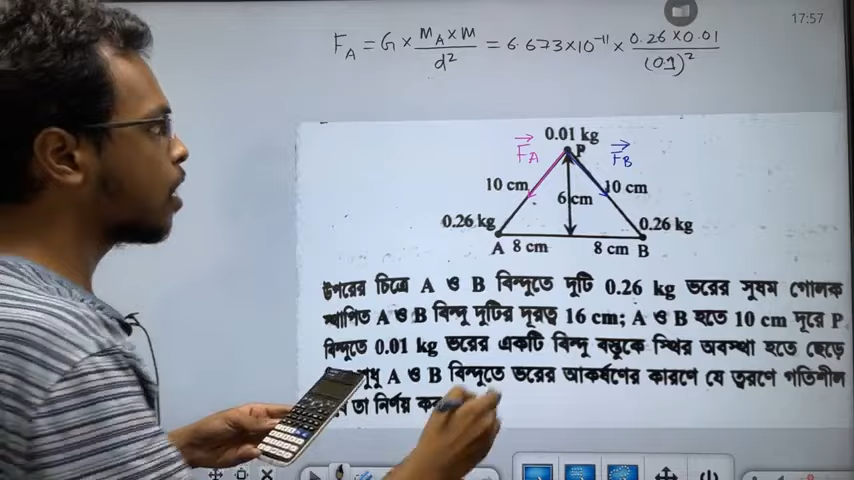 17:57
F_A = G × (M_A × M)/d² = 6.673×10⁻¹¹ × (0.26×0.01)/(0.1)²
0.01 kg
F_A P F_B
10 cm 10 cm
6 cm
0.26 kg 0.26 kg
A 8 cm 8 cm B
উপরের চিত্রে A ও B বিন্দুতে দুটি 0.26 kg ভরের সুষম গোলক
স্থাপিত A ও B বিন্দু দুটির দূরত্ব 16 cm; A ও B হতে 10 cm দূরে P
বিন্দুতে 0.01 kg ভরের একটি বিন্দু বস্তুকে স্থির অবস্থা হতে ছেড়ে
শুধু A ও B বিন্দুতে ভরের আকর্ষণের কারণে যে ত্বরণে গতিশীল
তা নির্ণয়